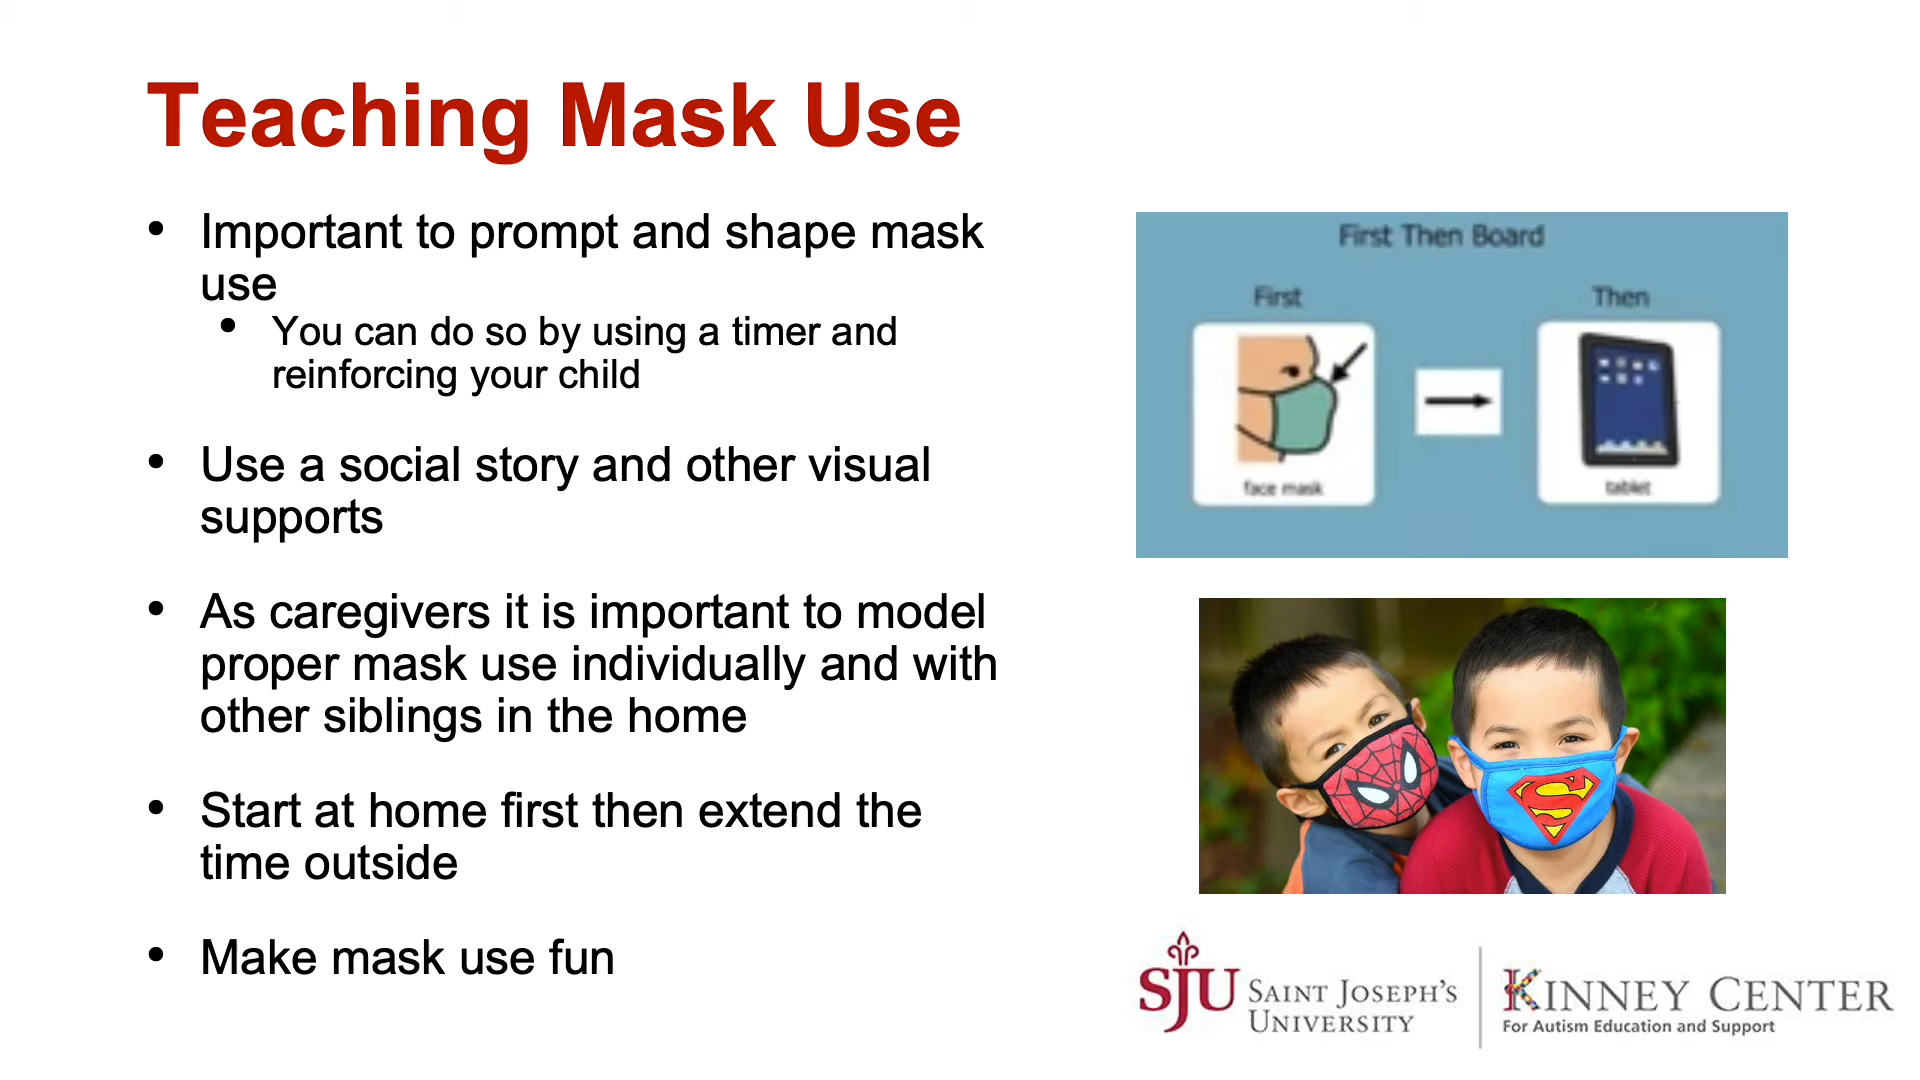 Teaching Mask Use
• Important to prompt and shape mask
use
• You can do so by using a timer and
reinforcing your child
• Use a social story and other visual
supports
• As caregivers it is important to model
proper mask use individually and with
other siblings in the home
• Start at home first then extend the
time outside
• Make mask use fun
First Then Board
First
Then
face mask
tablet
SJU SAINT JOSEPH'S
UNIVERSITY
KINNEY CENTER
For Autism Education and Support